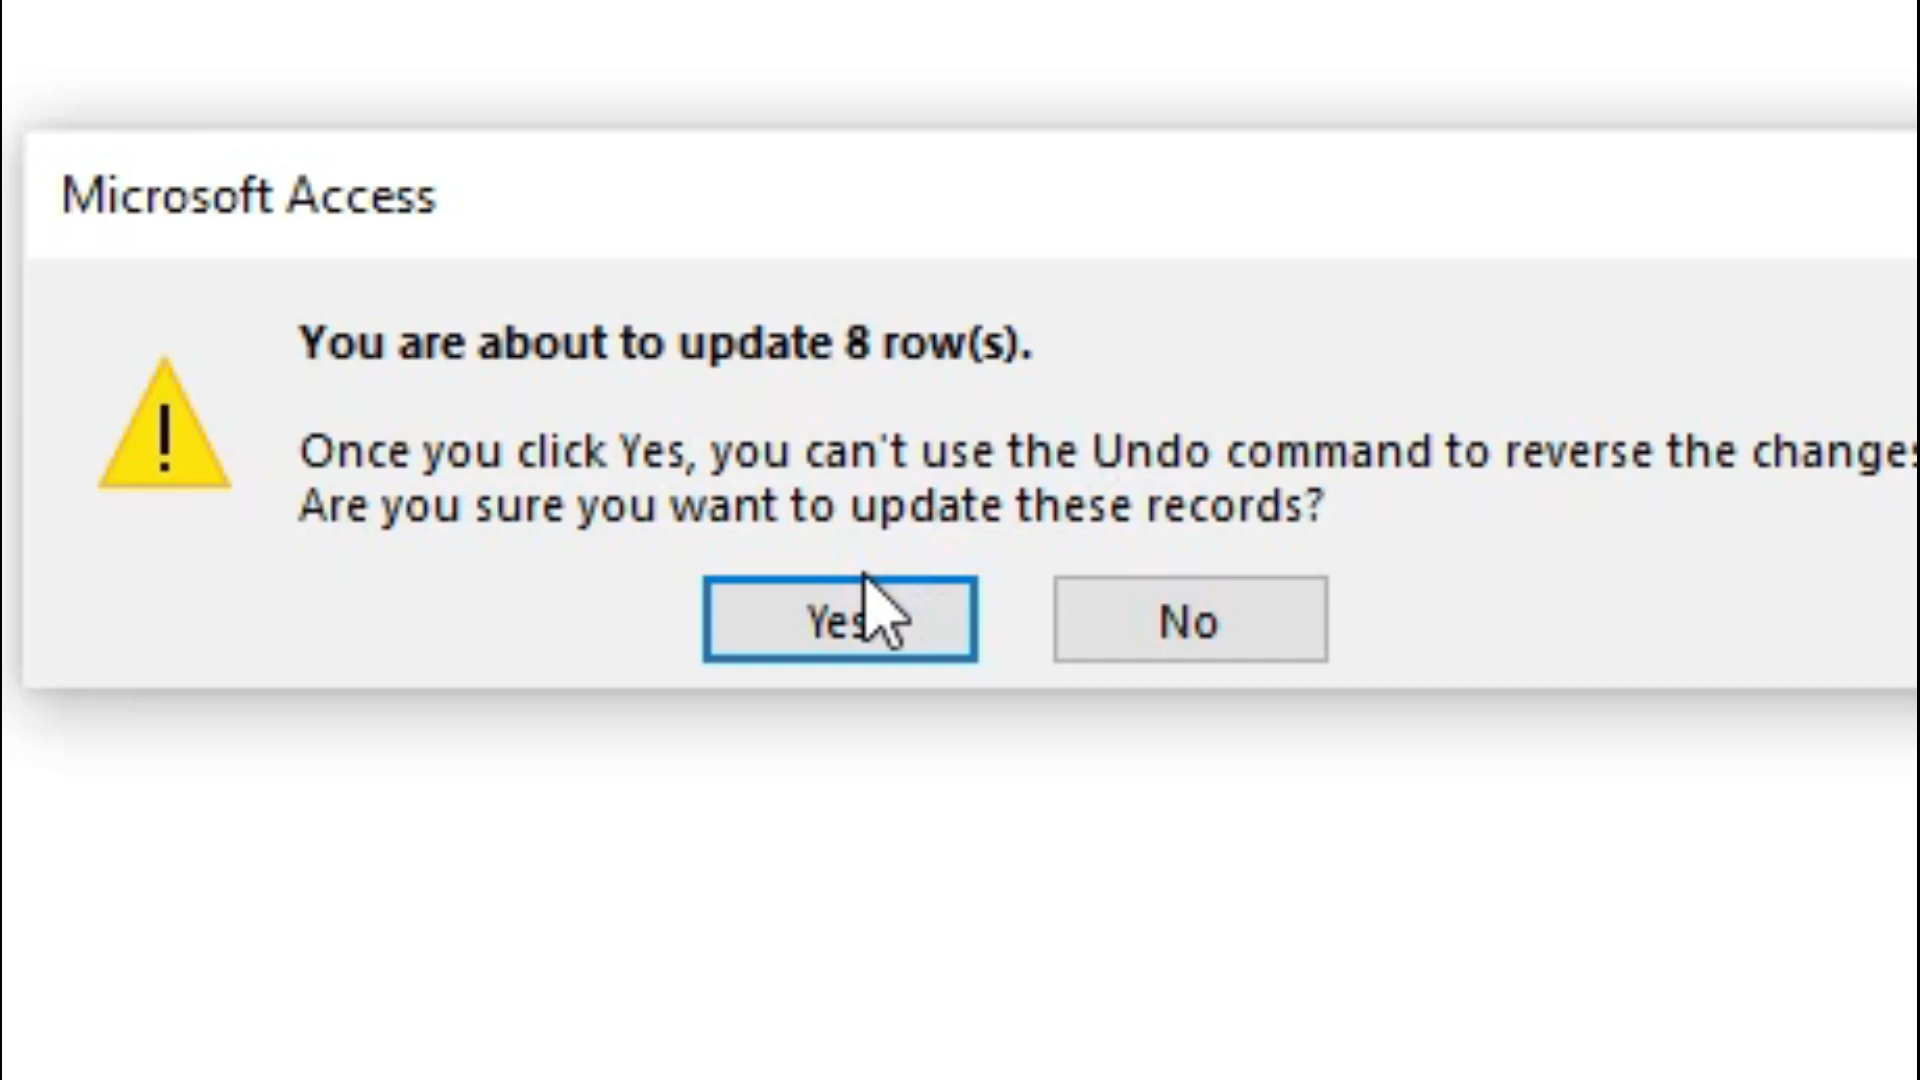 Microsoft Access
You are about to update 8 row(s).
Once you click Yes, you can't use the Undo command to reverse the changes
Are you sure you want to update these records?
Yes
No